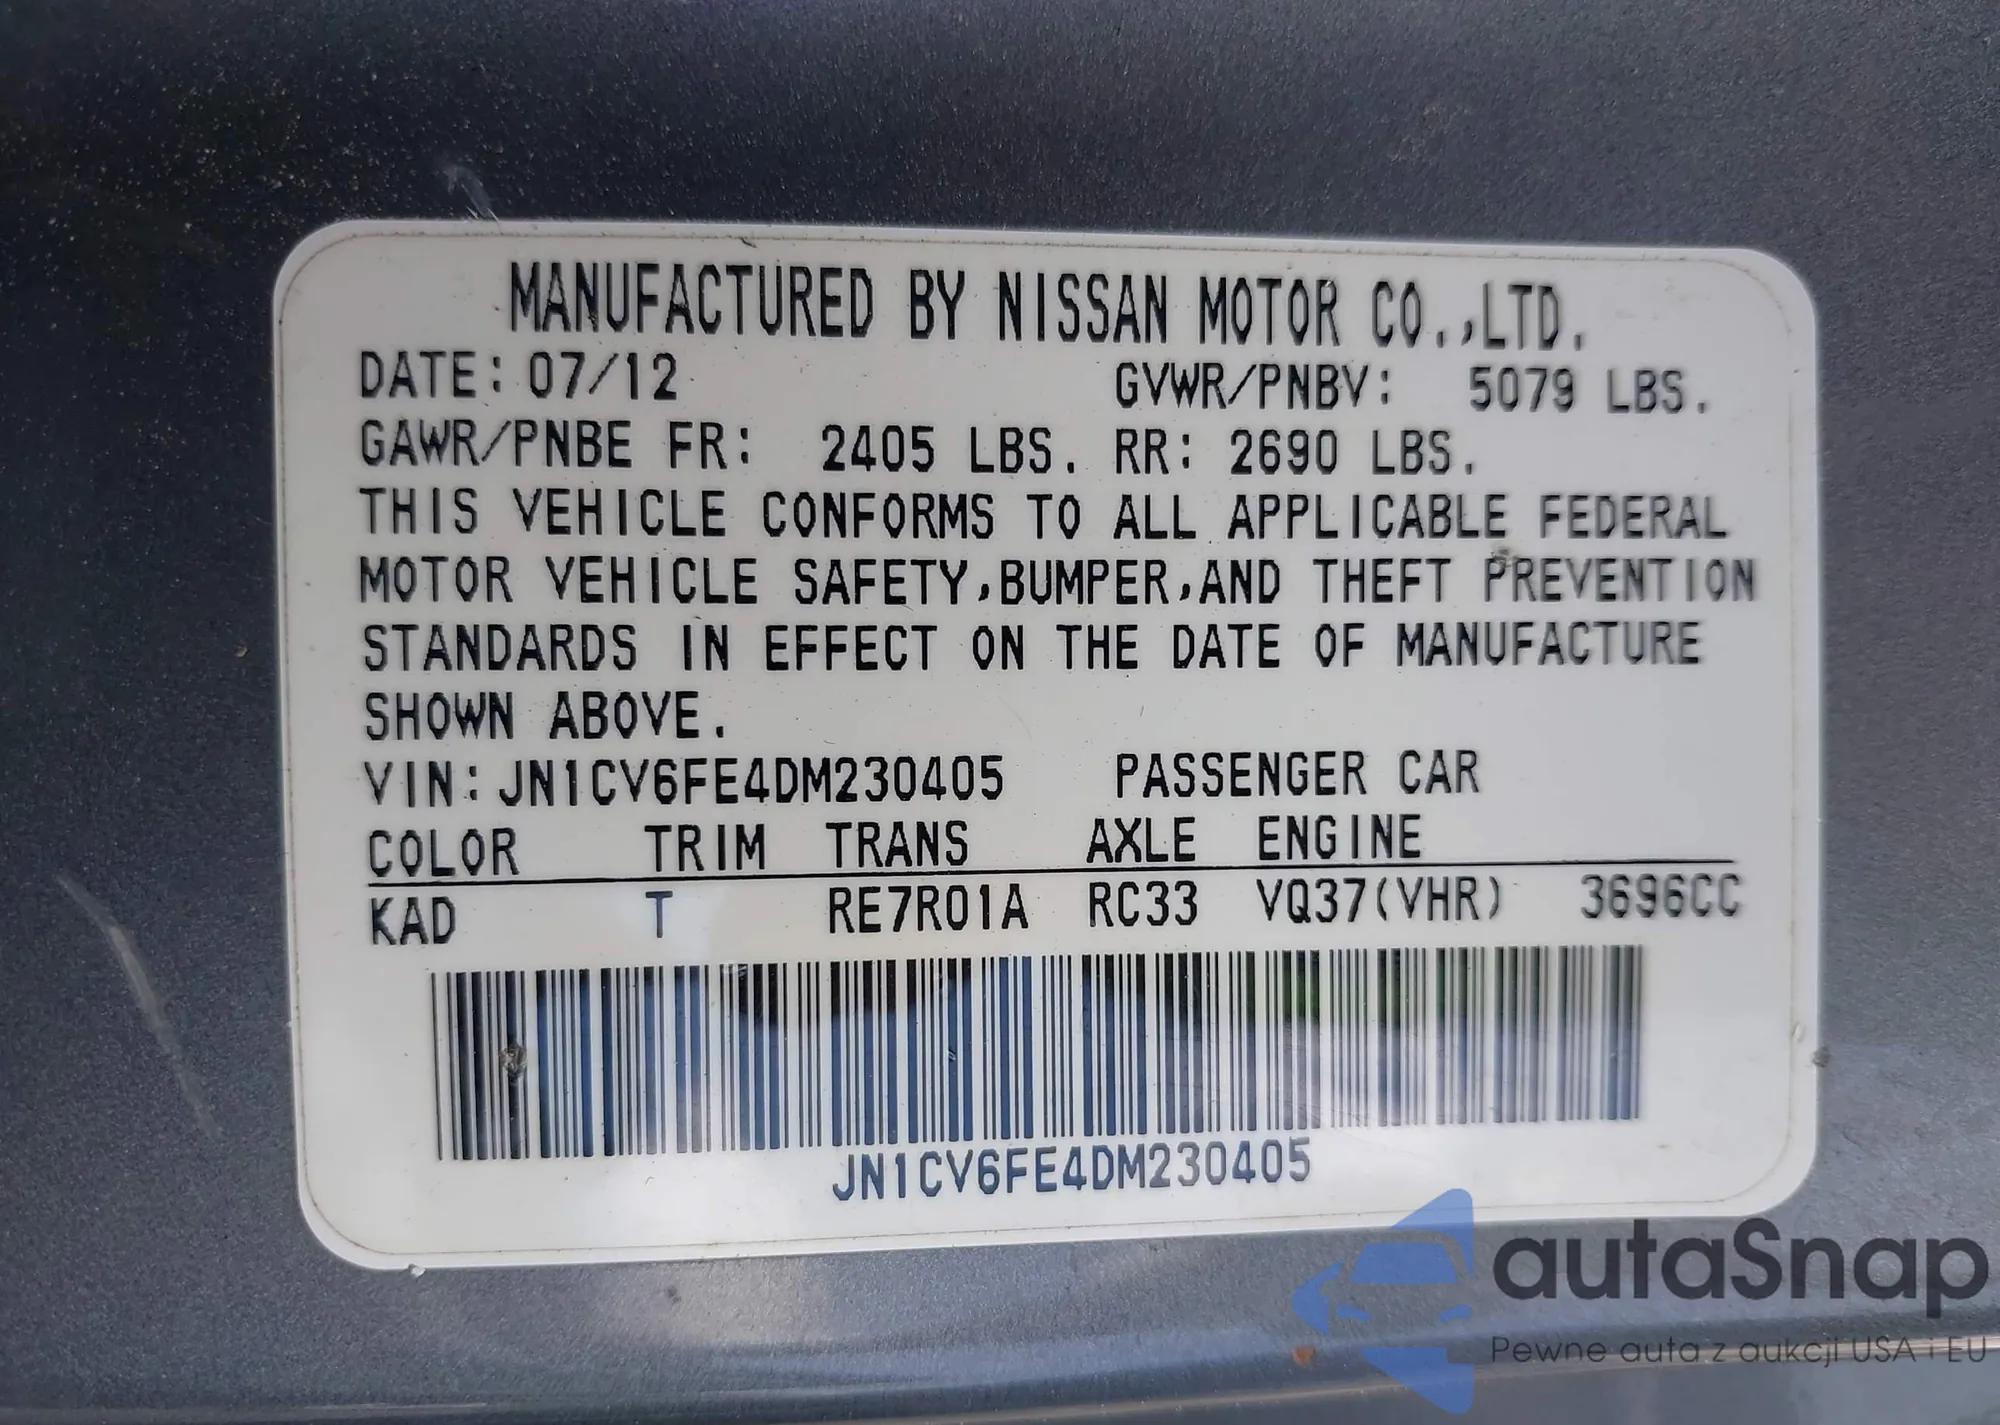 MANUFACTURED BY NISSAN MOTOR CO.,LTD.
DATE: 07/12 GVWR/PNBV: 5079 LBS.
GAWR/PNBE FR: 2405 LBS. RR: 2690 LBS.
THIS VEHICLE CONFORMS TO ALL APPLICABLE FEDERAL
MOTOR VEHICLE SAFETY,BUMPER,AND THEFT PREVENTION
STANDARDS IN EFFECT ON THE DATE OF MANUFACTURE
SHOWN ABOVE.
VIN:JN1CV6FE4DM230405 PASSENGER CAR
COLOR TRIM TRANS AXLE ENGINE
KAD T RE7R01A RC33 VQ37(VHR) 3696CC
JN1CV6FE4DM230405
autaSnap
Pewne auta z aukcji USA i EU